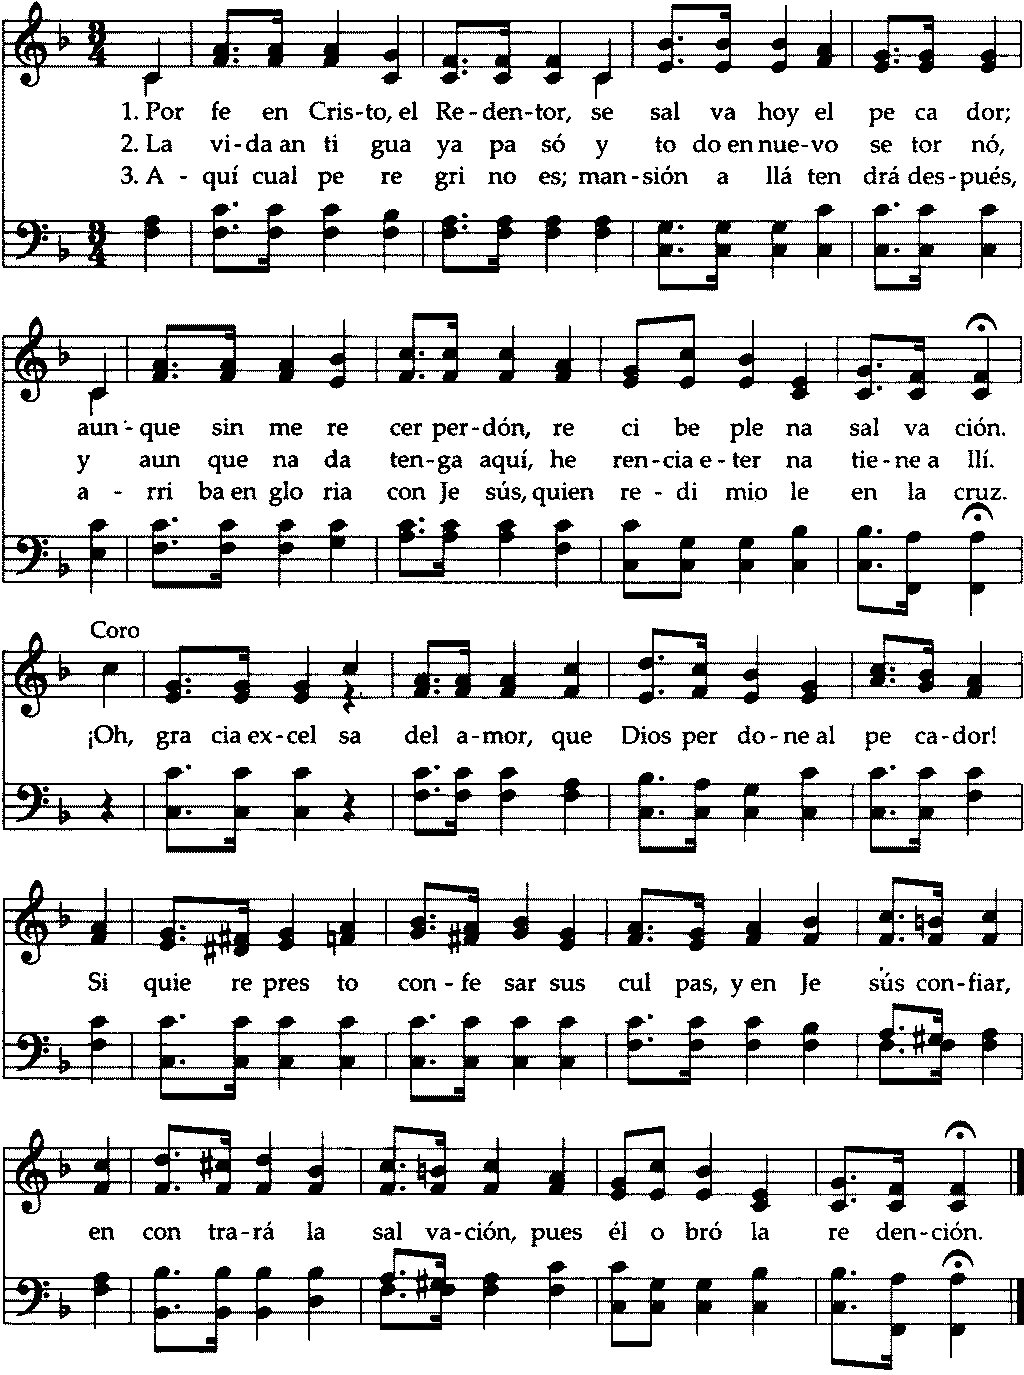 1. Por fe en Cris-to, el Re-den-tor, se sal va hoy el pe ca dor;
2. La vi-da an ti gua ya pa só y to do en nue-vo se tor nó,
3. A - quí cual pe re gri no es; man-sión a llá ten drá des-pués,
aun-que sin me re cer per-dón, re ci be ple na sal va ción.
y aun que na da ten-ga aquí, he ren-cia e-ter na tie-ne a llí.
a - rri ba en glo ria con Je sús, quien re - di mio le en la cruz.
Coro
¡Oh, gra cia ex-cel sa del a-mor, que Dios per do-ne al pe ca-dor!
Si quie re pres to con - fe sar sus cul pas, y en Je sús con-fiar,
en con tra-rá la sal va-ción, pues él o bró la re den-ción.